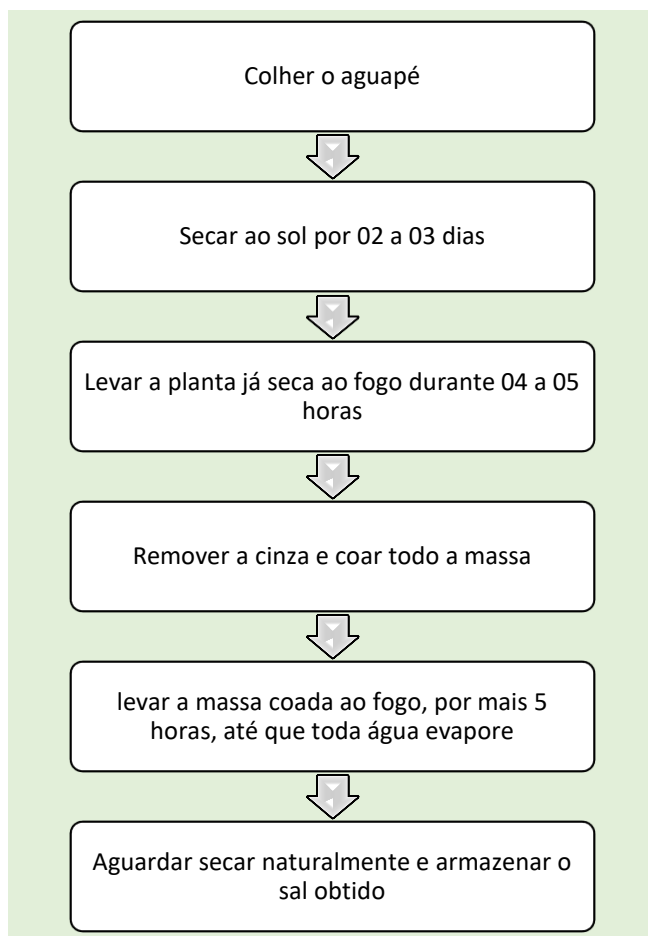 Colher o aguapé
Secar ao sol por 02 a 03 dias
Levar a planta já seca ao fogo durante 04 a 05
horas
Remover a cinza e coar todo a massa
levar a massa coada ao fogo, por mais 5
horas, até que toda água evapore
Aguardar secar naturalmente e armazenar o
sal obtido